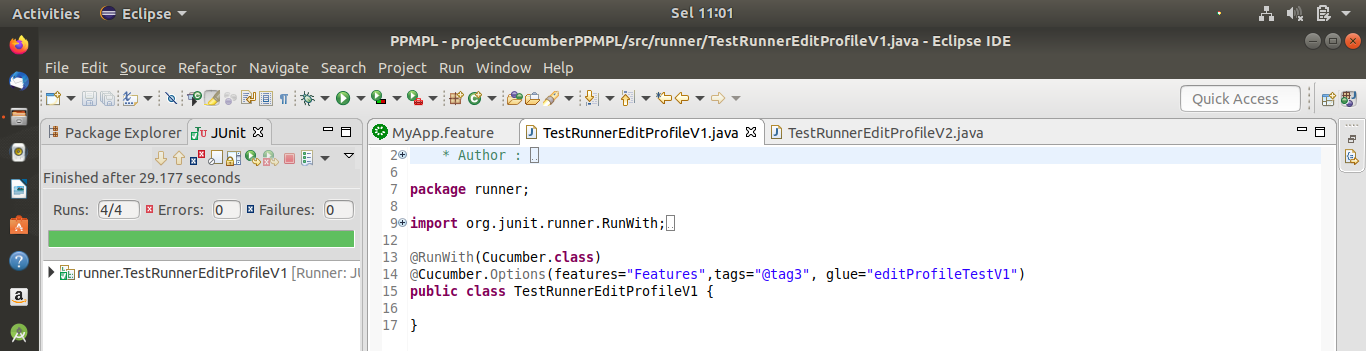 Activities Eclipse Sel 11:01
PPMPL - projectCucumberPPMPL/src/runner/TestRunnerEditProfileV1.java - Eclipse IDE
File Edit Source Refactor Navigate Search Project Run Window Help
Quick Access
Package Explorer JUnit
MyApp.feature TestRunnerEditProfileV1.java TestRunnerEditProfileV2.java
Finished after 29.177 seconds
Runs: 4/4 Errors: 0 Failures: 0
runner.TestRunnerEditProfileV1 [Runner: JU
2 * Author :
6
7 package runner;
8
9 import org.junit.runner.RunWith;
12
13 @RunWith(Cucumber.class)
14 @Cucumber.Options(features="Features",tags="@tag3", glue="editProfileTestV1")
15 public class TestRunnerEditProfileV1 {
16
17 }